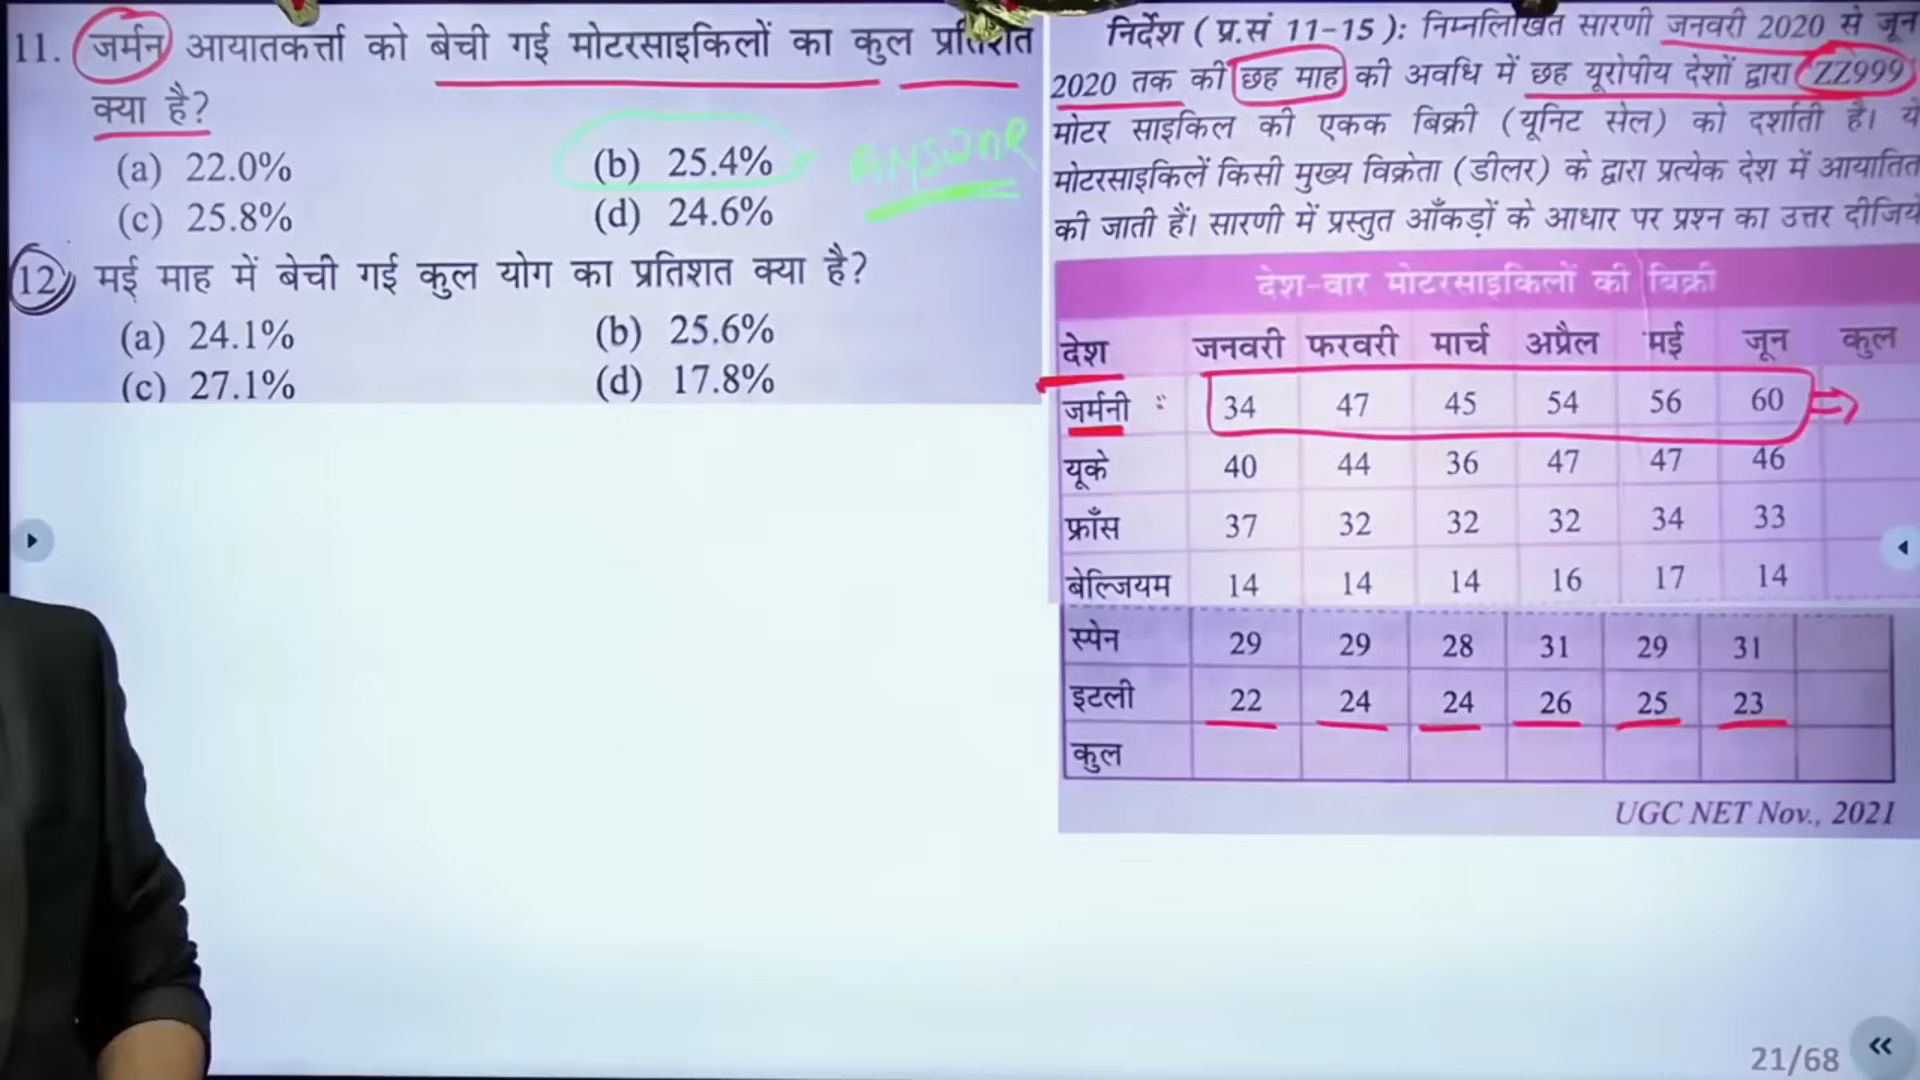 11. जर्मन आयातकर्त्ता को बेची गई मोटरसाइकिलों का कुल प्रतिशत
क्या है?
(a) 22.0% (b) 25.4% ANSWAR
(c) 25.8% (d) 24.6%
12. मई माह में बेची गई कुल योग का प्रतिशत क्या है?
(a) 24.1% (b) 25.6%
(c) 27.1% (d) 17.8%
निर्देश ( प्र.सं 11-15 ): निम्नलिखित सारणी जनवरी 2020 से जून
2020 तक की छह माह की अवधि में छह यूरोपीय देशों द्वारा ZZ999
मोटर साइकिल की एकक बिक्री (यूनिट सेल) को दर्शाती है। ये
मोटरसाइकिलें किसी मुख्य विक्रेता (डीलर) के द्वारा प्रत्येक देश में आयातित
की जाती हैं। सारणी में प्रस्तुत आँकड़ों के आधार पर प्रश्न का उत्तर दीजिये
देश-वार मोटरसाइकिलों की बिक्री
देश जनवरी फरवरी मार्च अप्रैल मई जून कुल
जर्मनी 34 47 45 54 56 60
यूके 40 44 36 47 47 46
फ्राँस 37 32 32 32 34 33
बेल्जियम 14 14 14 16 17 14
स्पेन 29 29 28 31 29 31
इटली 22 24 24 26 25 23
कुल
UGC NET Nov., 2021
21/68